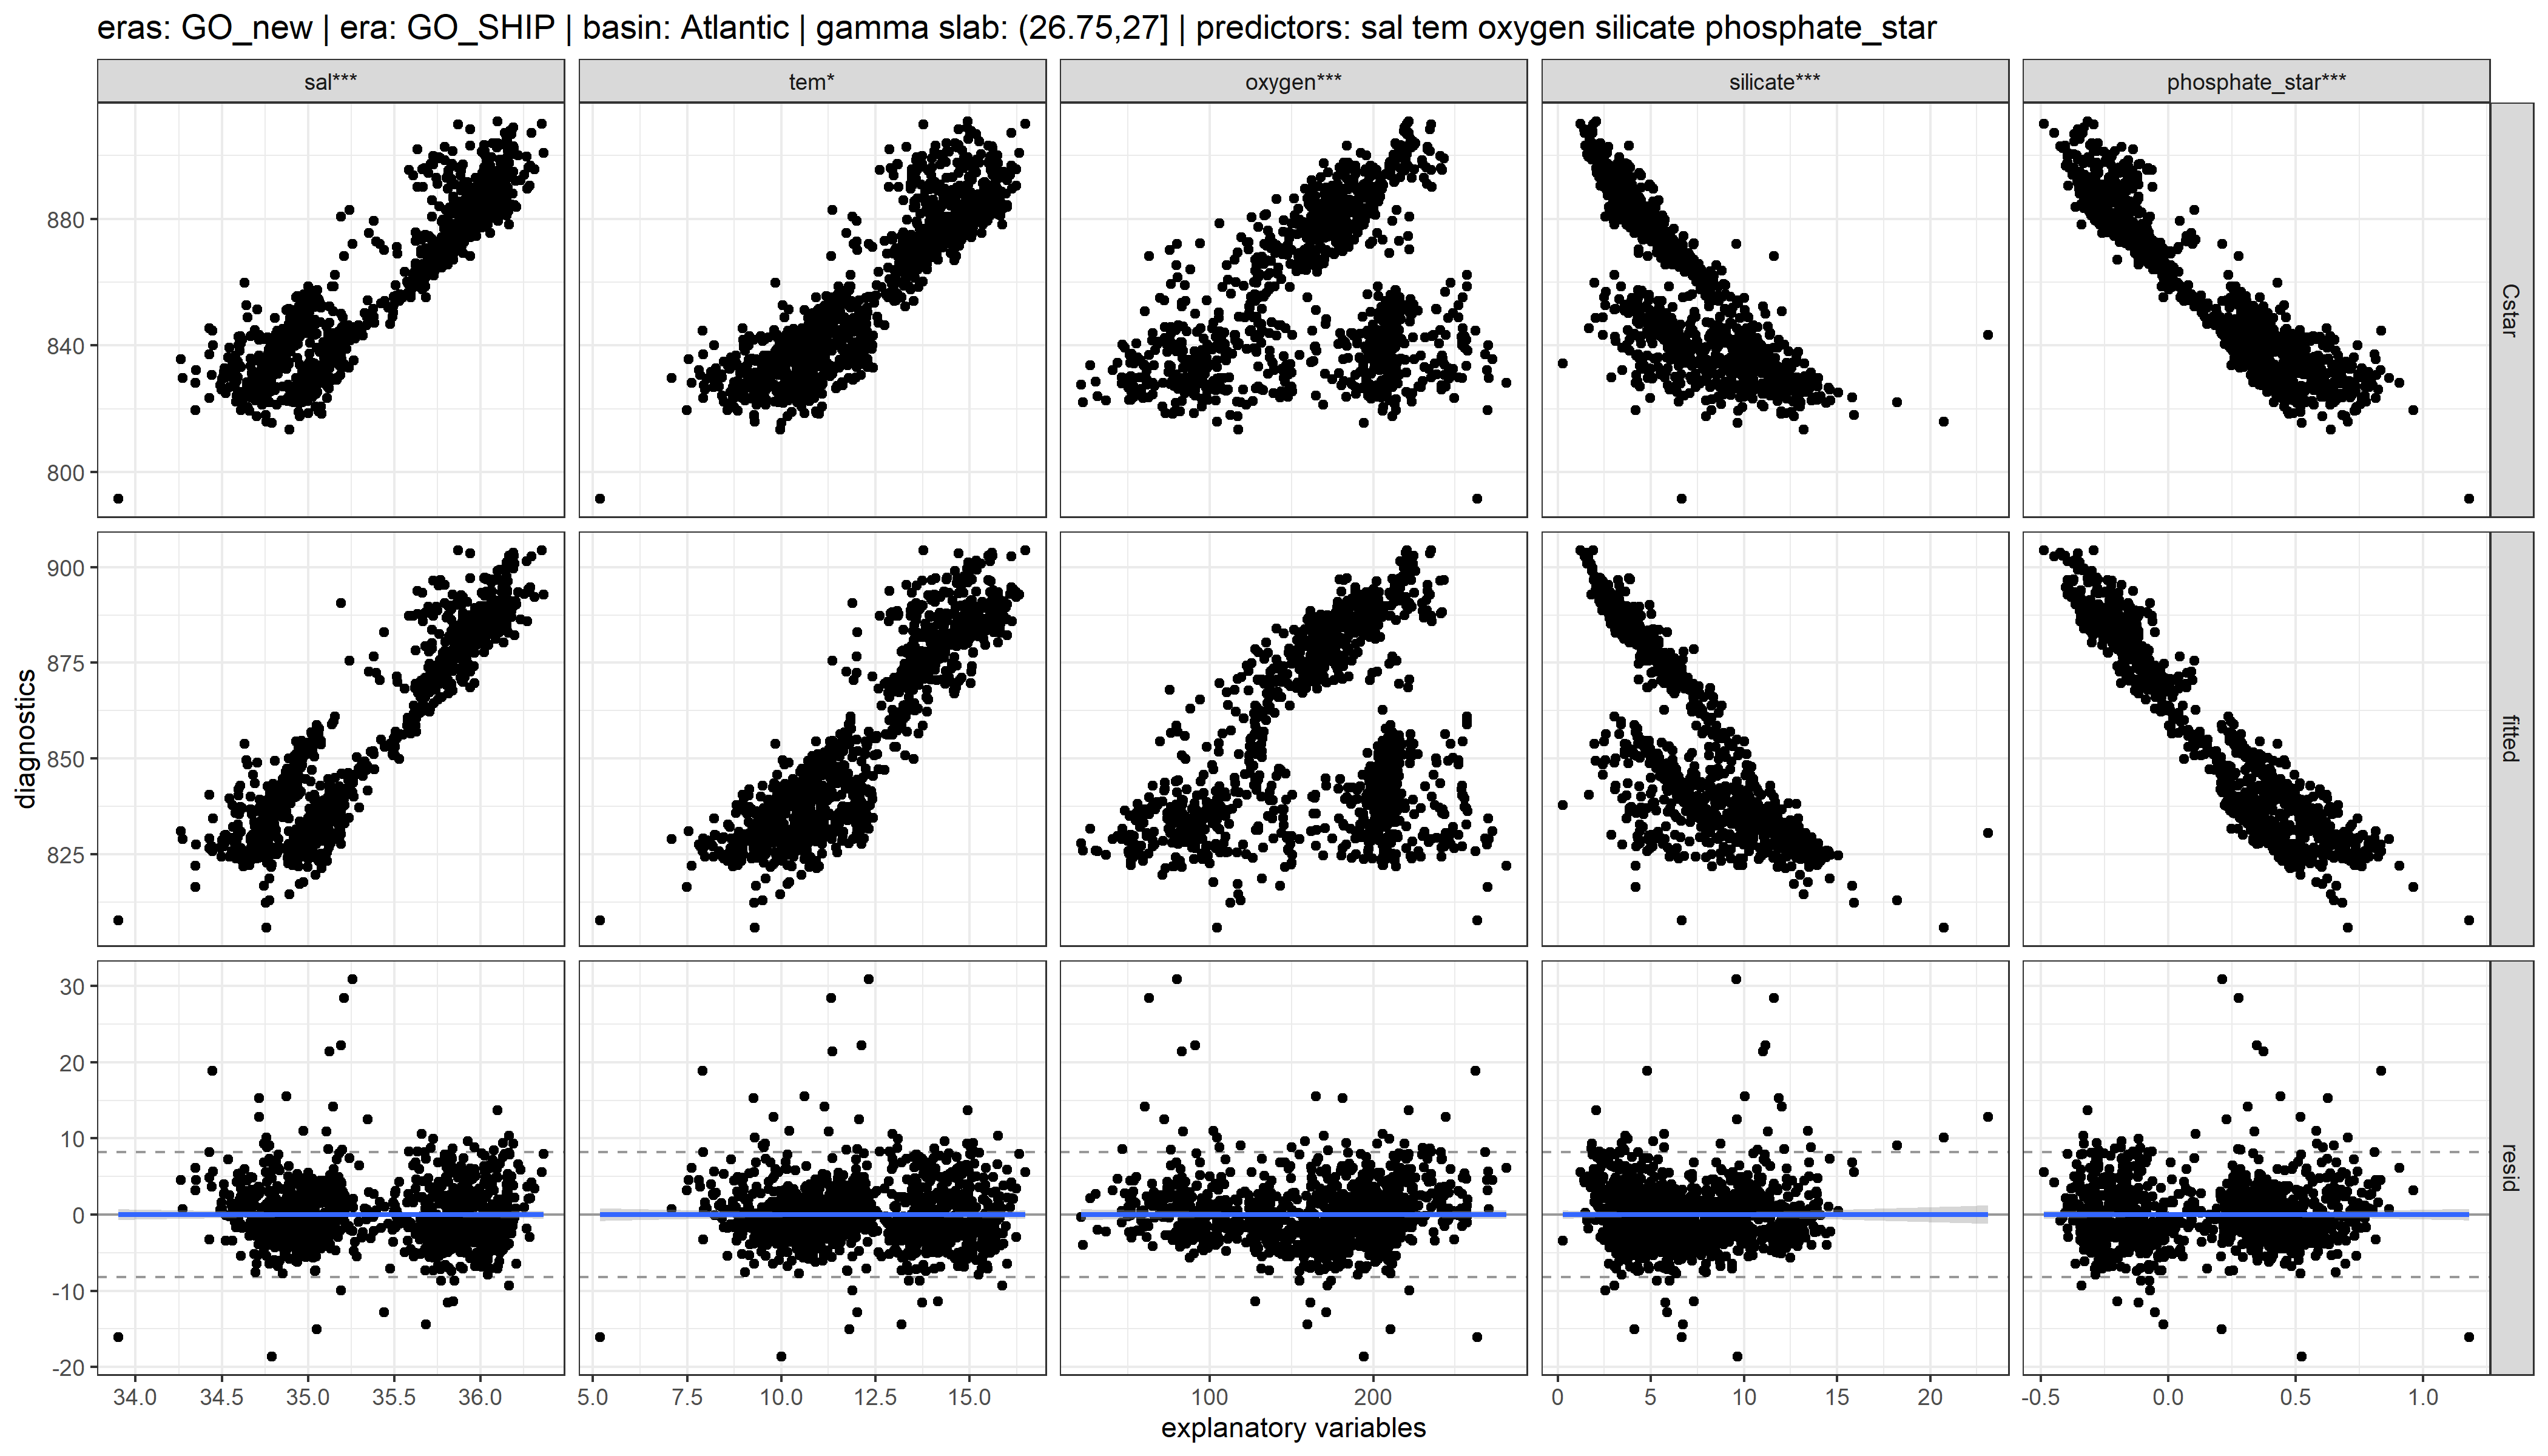 eras: GO_new | era: GO_SHIP | basin: Atlantic | gamma slab: (26.75,27] | predictors: sal tem oxygen silicate phosphate_star
sal*** tem* oxygen*** silicate*** phosphate_star***
880
840
800
Cstar
900
875
850
825
fitted
diagnostics
30
20
10
0
-10
-20
resid
34.0 34.5 35.0 35.5 36.0 5.0 7.5 10.0 12.5 15.0 100 200 0 5 10 15 20 -0.5 0.0 0.5 1.0
explanatory variables